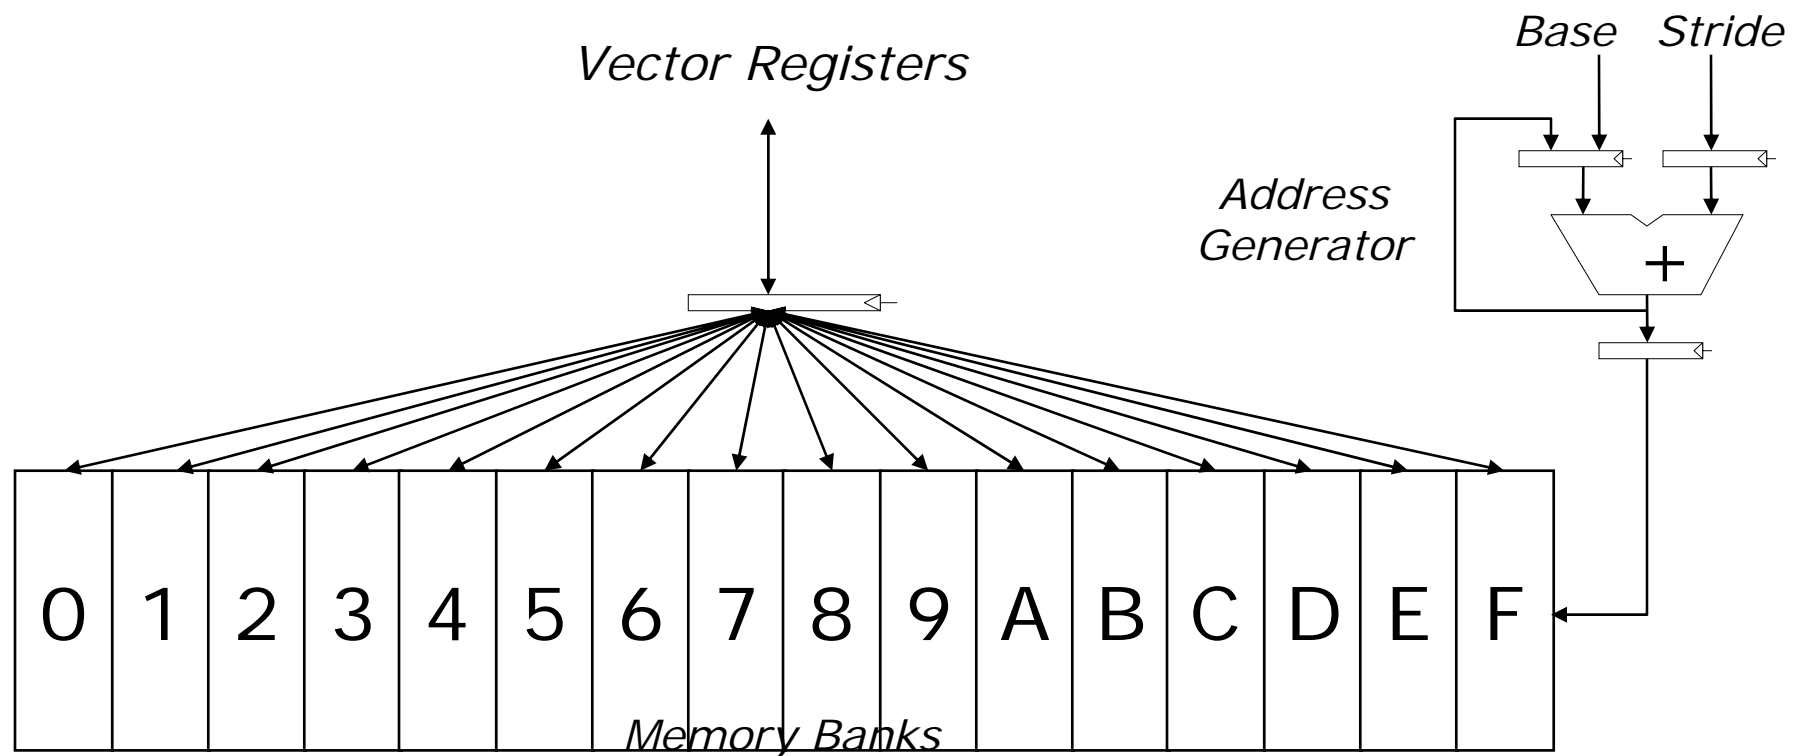 Base Stride
Vector Registers
Address
Generator
+
0 1 2 3 4 5 6 7 8 9 A B C D E F
Memory Banks